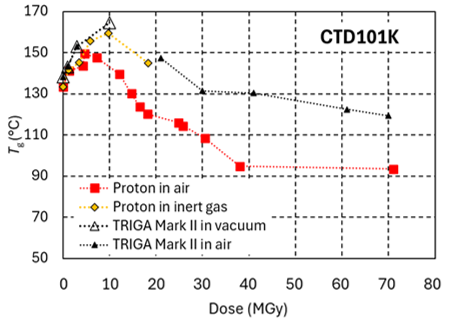 170
CTD101K
150
130
110
90
70
50
Tg(°C)
Proton in air
Proton in inert gas
TRIGA Mark II in vacuum
TRIGA Mark II in air
0 10 20 30 40 50 60 70 80
Dose (MGy)